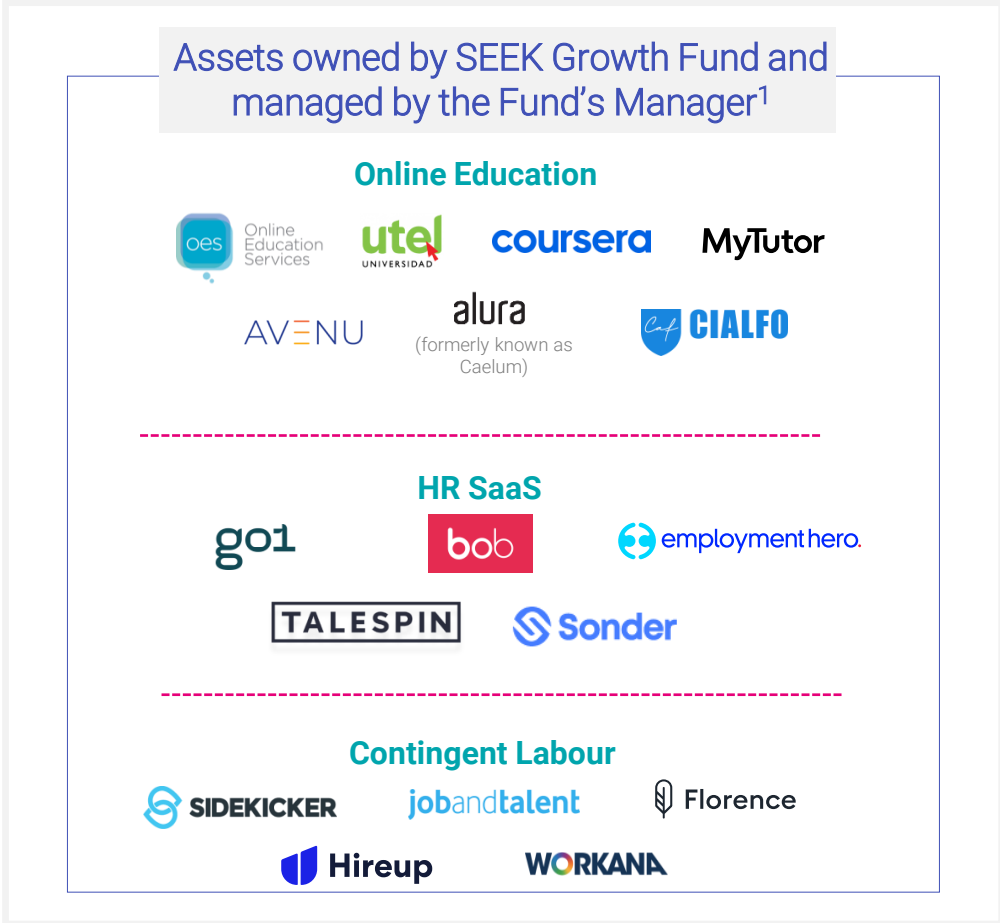 Assets owned by SEEK Growth Fund and
managed by the Fund's Manager¹
Online Education
oes Online
Education
Services
utel
UNIVERSIDAD
coursera
MyTutor
AVENU
alura
(formerly known as
Caelum)
Caf CIALFO
HR SaaS
go1
bob
employmenthero.
TALESPIN
Sonder
Contingent Labour
SIDEKICKER
jobandtalent
Florence
Hireup
WORKANA